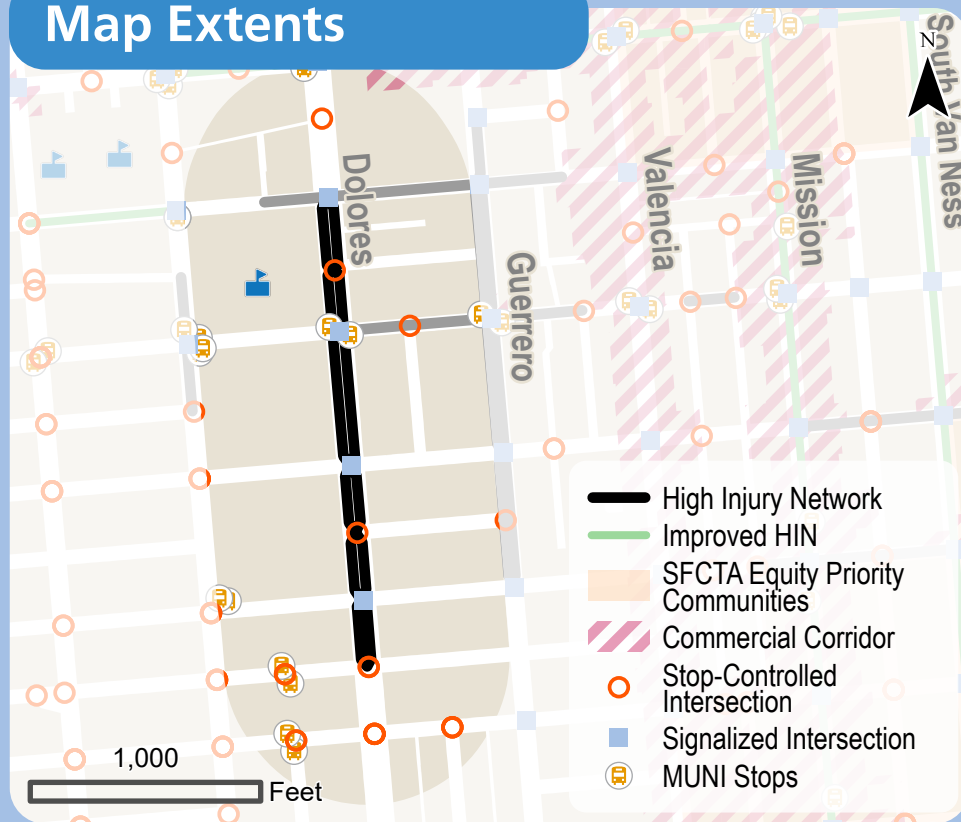 Map Extents
N
South Van Ness
Dolores
Valencia
Mission
Guerrero
High Injury Network
Improved HIN
SFCTA Equity Priority
Communities
Commercial Corridor
Stop-Controlled
Intersection
Signalized Intersection
MUNI Stops
1,000
Feet